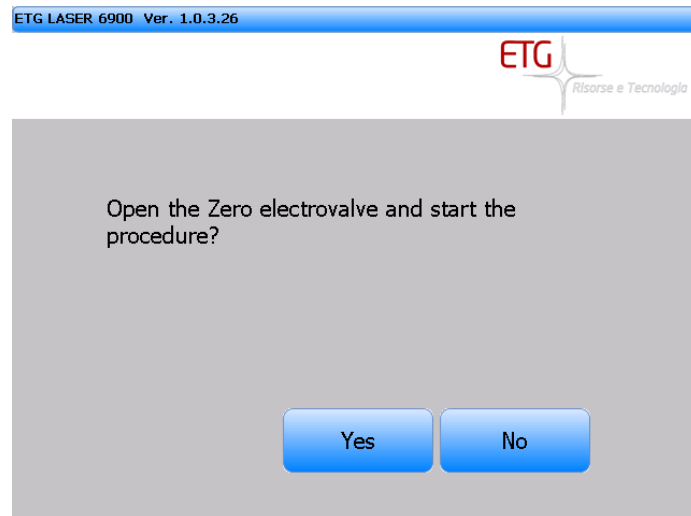 ETG LASER 6900 Ver. 1.0.3.26
ETG
Risorse e Tecnologia
Open the Zero electrovalve and start the
procedure?
Yes
No